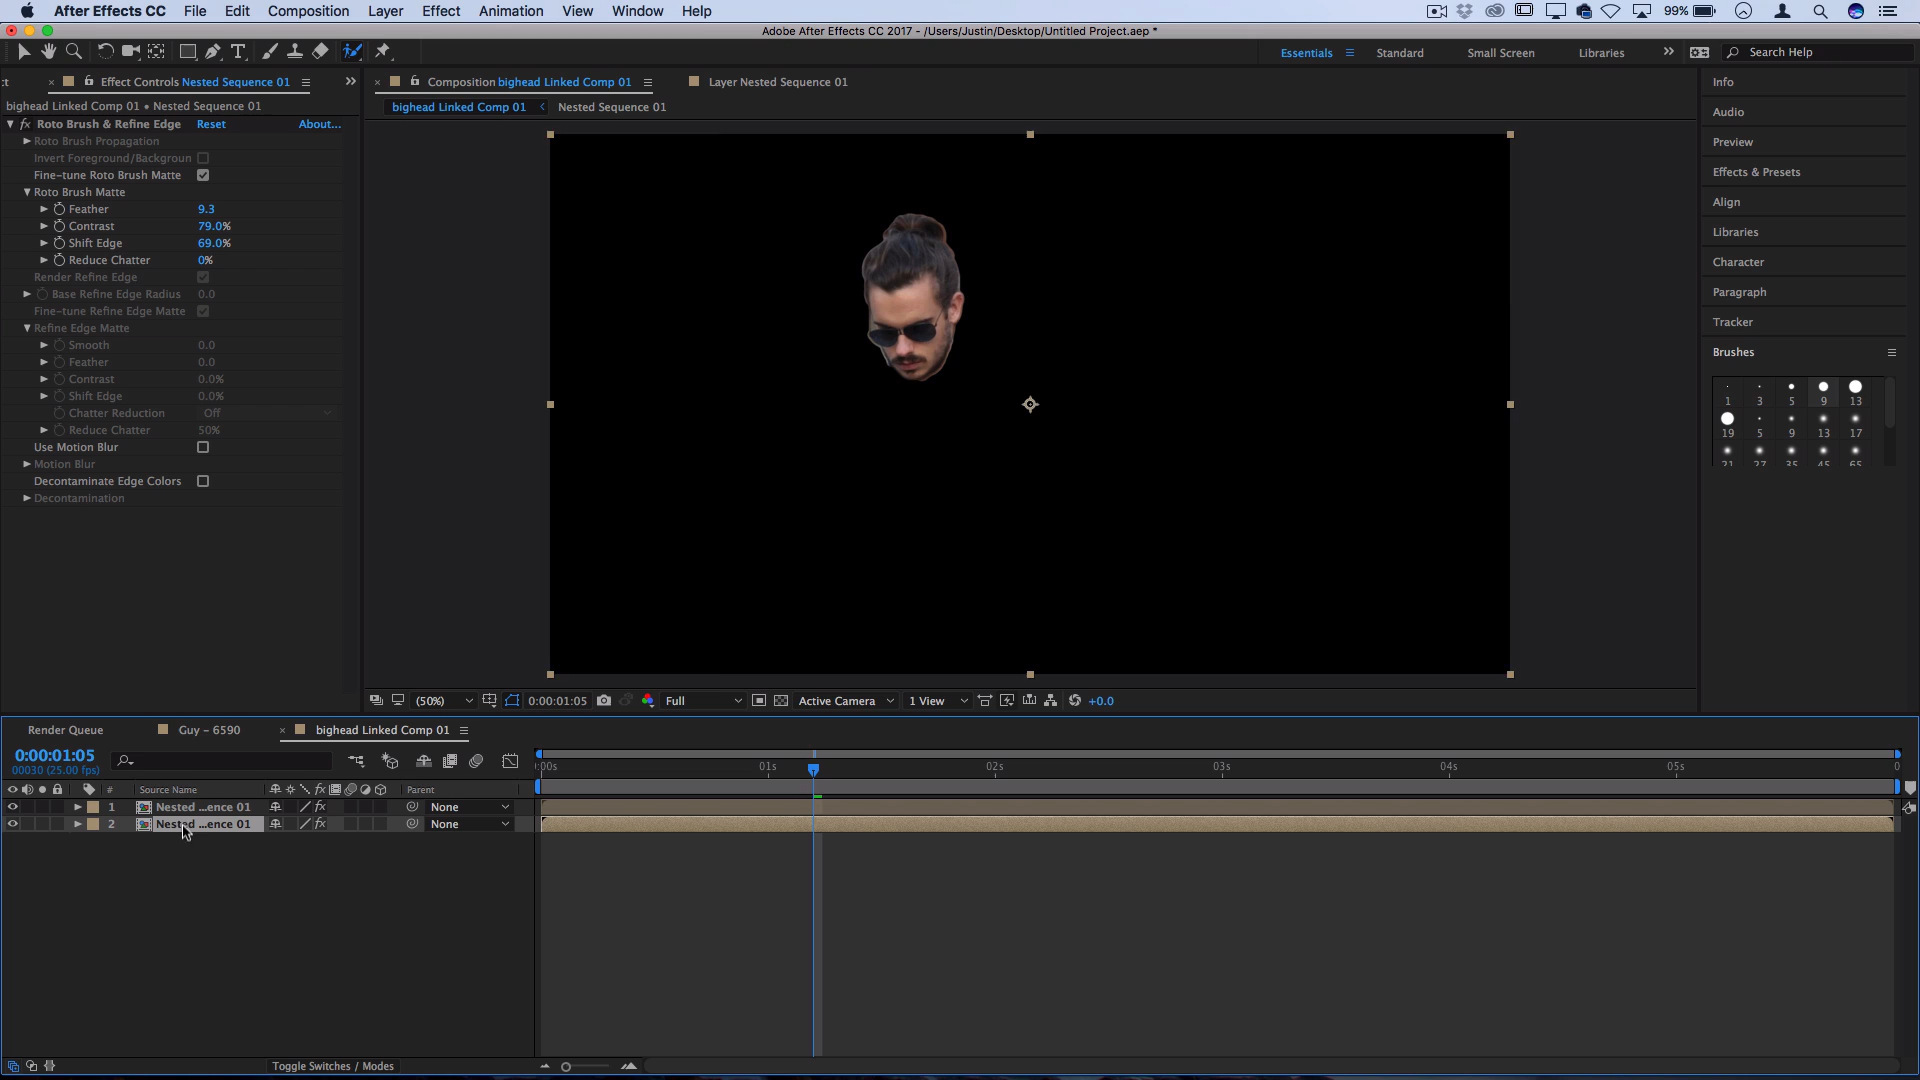 After Effects CC File Edit Composition Layer Effect Animation View Window Help 99%
Adobe After Effects CC 2017 - /Users/Justin/Desktop/Untitled Project.aep *
Essentials Standard Small Screen Libraries Search Help
Effect Controls Nested Sequence 01
Composition bighead Linked Comp 01 Layer Nested Sequence 01
bighead Linked Comp 01 • Nested Sequence 01
bighead Linked Comp 01 Nested Sequence 01
fx Roto Brush & Refine Edge Reset About...
Roto Brush Propagation
Invert Foreground/Backgroun
Fine-tune Roto Brush Matte
Roto Brush Matte
Feather 9.3
Contrast 79.0%
Shift Edge 69.0%
Reduce Chatter 0%
Render Refine Edge
Base Refine Edge Radius 0.0
Fine-tune Refine Edge Matte
Refine Edge Matte
Smooth 0.0
Feather 0.0
Contrast 0.0%
Shift Edge 0.0%
Chatter Reduction Off
Reduce Chatter 50%
Use Motion Blur
Motion Blur
Decontaminate Edge Colors
Decontamination
Info
Audio
Preview
Effects & Presets
Align
Libraries
Character
Paragraph
Tracker
Brushes
1 3 5 9 13
19 5 9 13 17
21 27 35 45 65
(50%) 0:00:01:05 Full Active Camera 1 View +0.0
Render Queue Guy - 6590 bighead Linked Comp 01
0:00:01:05
00030 (25.00 fps)
:00s 01s 02s 03s 04s 05s 0
# Source Name fx Parent
1 Nested ...ence 01 fx None
2 Nested ...ence 01 fx None
Toggle Switches / Modes